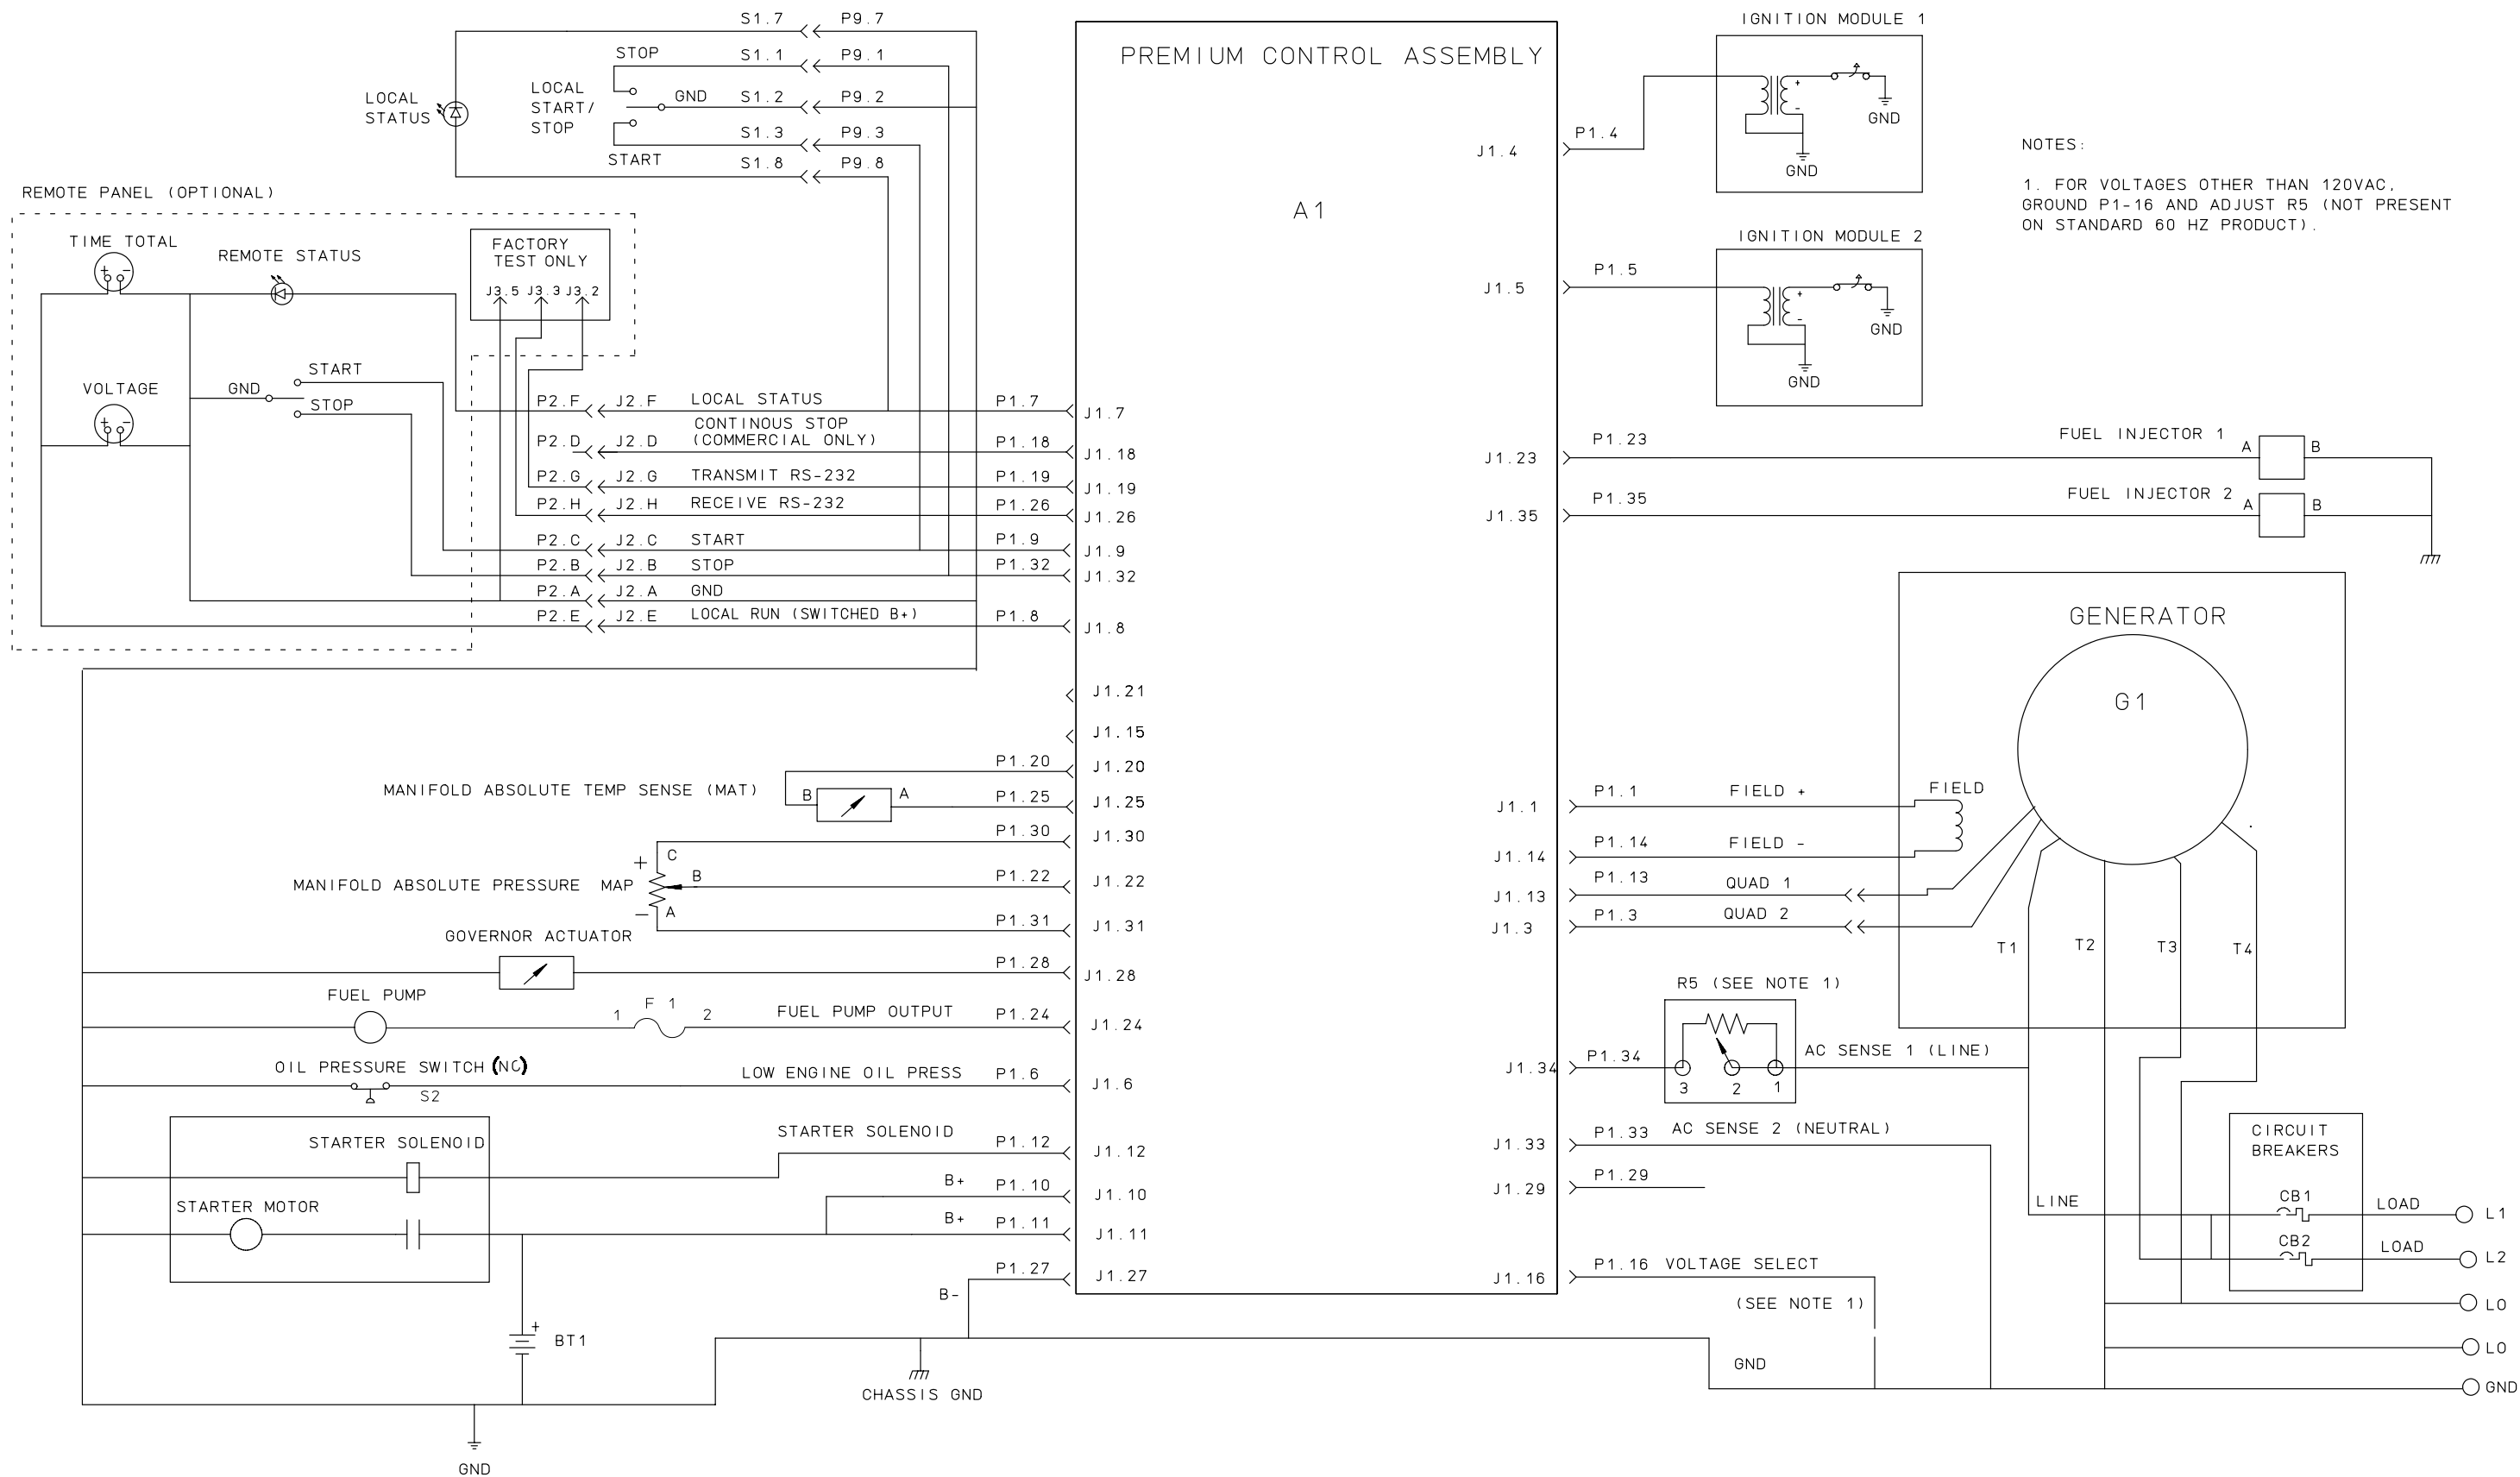 S1.7 P9.7
STOP S1.1 P9.1
LOCAL
START/
STOP
GND S1.2 P9.2
S1.3 P9.3
START
S1.8 P9.8
LOCAL
STATUS
REMOTE PANEL (OPTIONAL)
TIME TOTAL
+ -
REMOTE STATUS
FACTORY
TEST ONLY
J3.5 J3.3 J3.2
VOLTAGE
+ -
GND
START
STOP
P2.F J2.F LOCAL STATUS P1.7 J1.7
CONTINOUS STOP
P2.D J2.D (COMMERCIAL ONLY) P1.18 J1.18
P2.G J2.G TRANSMIT RS-232 P1.19 J1.19
P2.H J2.H RECEIVE RS-232 P1.26 J1.26
P2.C J2.C START P1.9 J1.9
P2.B J2.B STOP P1.32 J1.32
P2.A J2.A GND
P2.E J2.E LOCAL RUN (SWITCHED B+) P1.8 J1.8
J1.21
J1.15
P1.20 J1.20
MANIFOLD ABSOLUTE TEMP SENSE (MAT) B A P1.25 J1.25
P1.30 J1.30
+ C
MANIFOLD ABSOLUTE PRESSURE MAP B P1.22 J1.22
- A P1.31 J1.31
GOVERNOR ACTUATOR
P1.28 J1.28
FUEL PUMP
1 F 1 2 FUEL PUMP OUTPUT P1.24 J1.24
OIL PRESSURE SWITCH (NC)
S2
LOW ENGINE OIL PRESS P1.6 J1.6
STARTER SOLENOID
STARTER SOLENOID P1.12 J1.12
STARTER MOTOR
B+ P1.10 J1.10
B+ P1.11 J1.11
P1.27 J1.27
B-
+
BT1
CHASSIS GND
GND
PREMIUM CONTROL ASSEMBLY
A1
IGNITION MODULE 1
+
-
GND
GND
J1.4 P1.4
IGNITION MODULE 2
+
-
GND
GND
J1.5 P1.5
NOTES:
1. FOR VOLTAGES OTHER THAN 120VAC,
GROUND P1-16 AND ADJUST R5 (NOT PRESENT
ON STANDARD 60 HZ PRODUCT).
J1.23 P1.23 FUEL INJECTOR 1 A B
J1.35 P1.35 FUEL INJECTOR 2 A B
GENERATOR
G1
J1.1 P1.1 FIELD + FIELD
J1.14 P1.14 FIELD -
J1.13 P1.13 QUAD 1
J1.3 P1.3 QUAD 2
T1 T2 T3 T4
R5 (SEE NOTE 1)
J1.34 P1.34 3 2 1 AC SENSE 1 (LINE)
J1.33 P1.33 AC SENSE 2 (NEUTRAL)
J1.29 P1.29
CIRCUIT
BREAKERS
LINE CB1 LOAD L1
CB2 LOAD L2
J1.16 P1.16 VOLTAGE SELECT
(SEE NOTE 1)
LO
LO
GND
GND